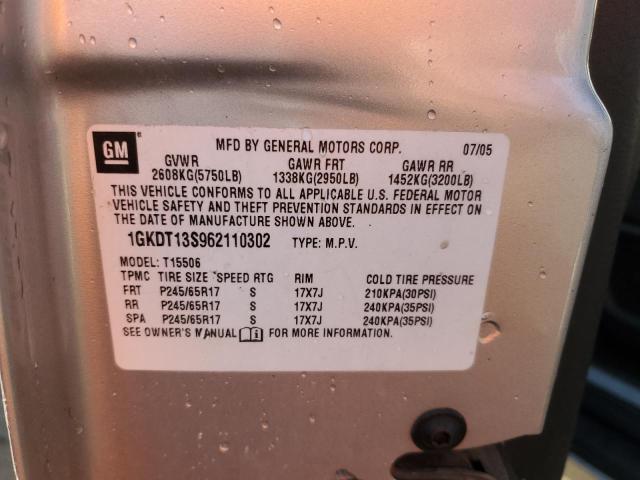 GM
MFD BY GENERAL MOTORS CORP. 07/05
GVWR GAWR FRT GAWR RR
2608KG(5750LB) 1338KG(2950LB) 1452KG(3200LB)
THIS VEHICLE CONFORMS TO ALL APPLICABLE U.S. FEDERAL MOTOR
VEHICLE SAFETY AND THEFT PREVENTION STANDARDS IN EFFECT ON
THE DATE OF MANUFACTURE SHOWN ABOVE.
1GKDT13S962110302 TYPE: M.P.V.
MODEL: T15506
TPMC TIRE SIZE SPEED RTG RIM COLD TIRE PRESSURE
FRT P245/65R17 S 17X7J 210KPA(30PSI)
RR P245/65R17 S 17X7J 240KPA(35PSI)
SPA P245/65R17 S 17X7J 240KPA(35PSI)
SEE OWNER'S MANUAL FOR MORE INFORMATION.